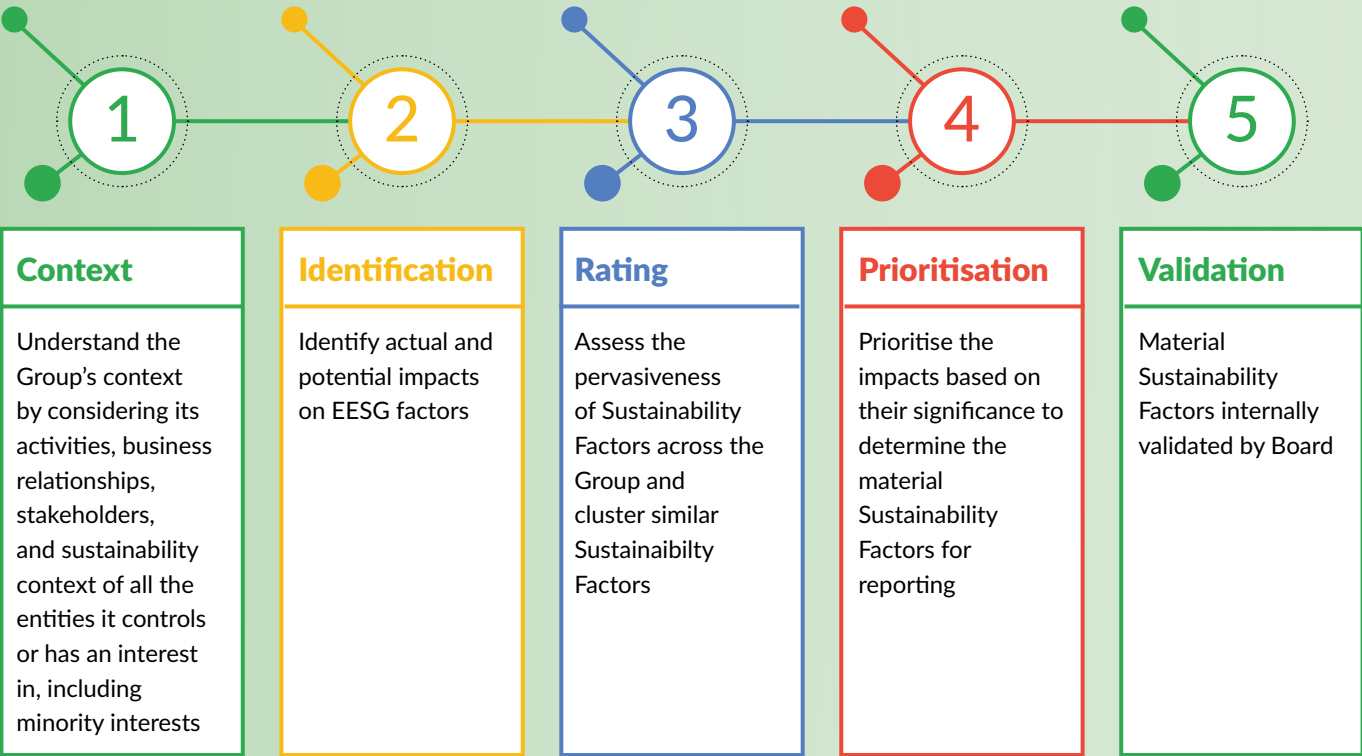 1
2
3
4
5
Context
Understand the
Group’s context
by considering its
activities, business
relationships,
stakeholders,
and sustainability
context of all the
entities it controls
or has an interest
in, including
minority interests
Identification
Identify actual and
potential impacts
on EESG factors
Rating
Assess the
pervasiveness
of Sustainability
Factors across the
Group and
cluster similar
Sustainaibilty
Factors
Prioritisation
Prioritise the
impacts based on
their significance to
determine the
material
Sustainability
Factors for
reporting
Validation
Material
Sustainability
Factors internally
validated by Board